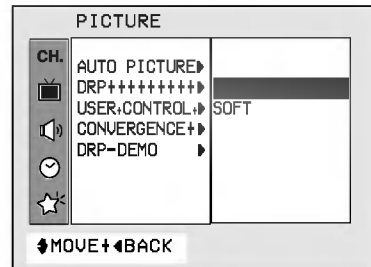 PICTURE
CH.
AUTO PICTURE▶
DRP+++++++++▶
USER+CONTROL+▶ SOFT
CONVERGENCE+▶
DRP-DEMO ▶
♦MOVE+◀BACK